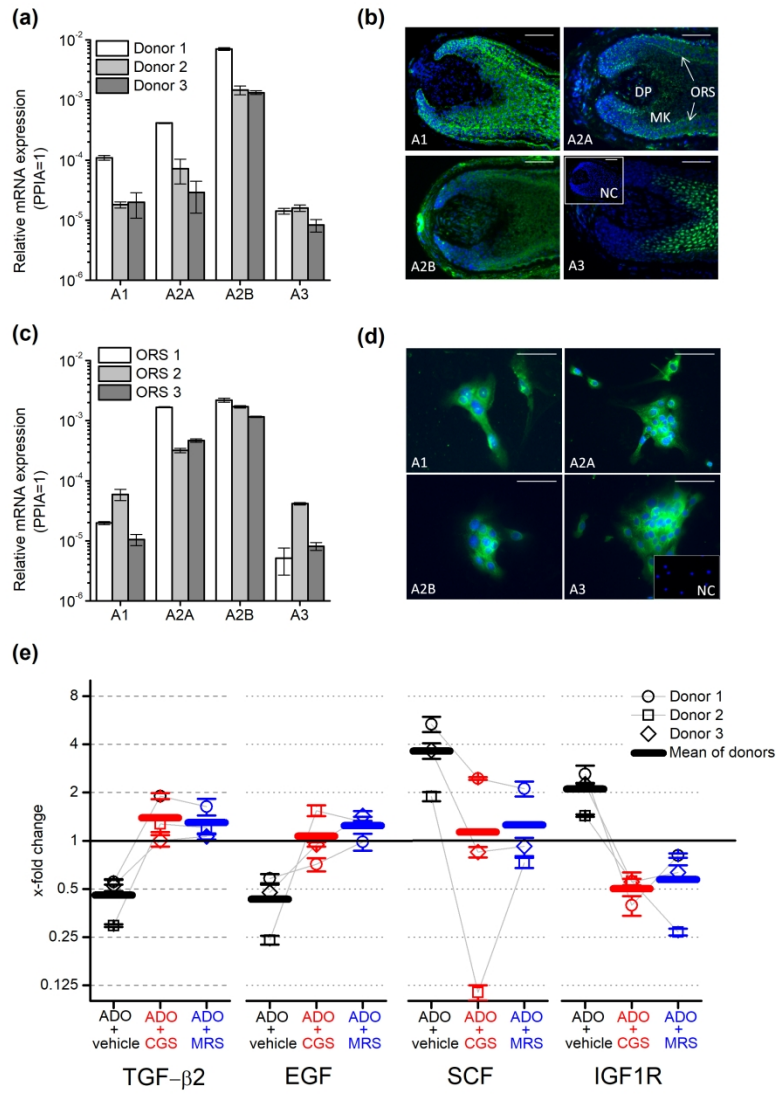 (a)
Relative mRNA expression
(PPIA=1)
10⁻²
10⁻³
10⁻⁴
10⁻⁵
10⁻⁶
Donor 1
Donor 2
Donor 3
A1 A2A A2B A3
(b)
A1
DP
MK
ORS
A2A
A2B
NC
A3
(c)
Relative mRNA expression
(PPIA=1)
10⁻²
10⁻³
10⁻⁴
10⁻⁵
10⁻⁶
ORS 1
ORS 2
ORS 3
A1 A2A A2B A3
(d)
A1
A2A
A2B
A3
NC
(e)
x-fold change
8
4
2
1
0.5
0.25
0.125
Donor 1
Donor 2
Donor 3
Mean of donors
ADO ADO ADO ADO ADO ADO ADO ADO ADO ADO ADO ADO
+ + + + + + + + + + + +
vehicle CGS MRS vehicle CGS MRS vehicle CGS MRS vehicle CGS MRS
TGF-β2 EGF SCF IGF1R